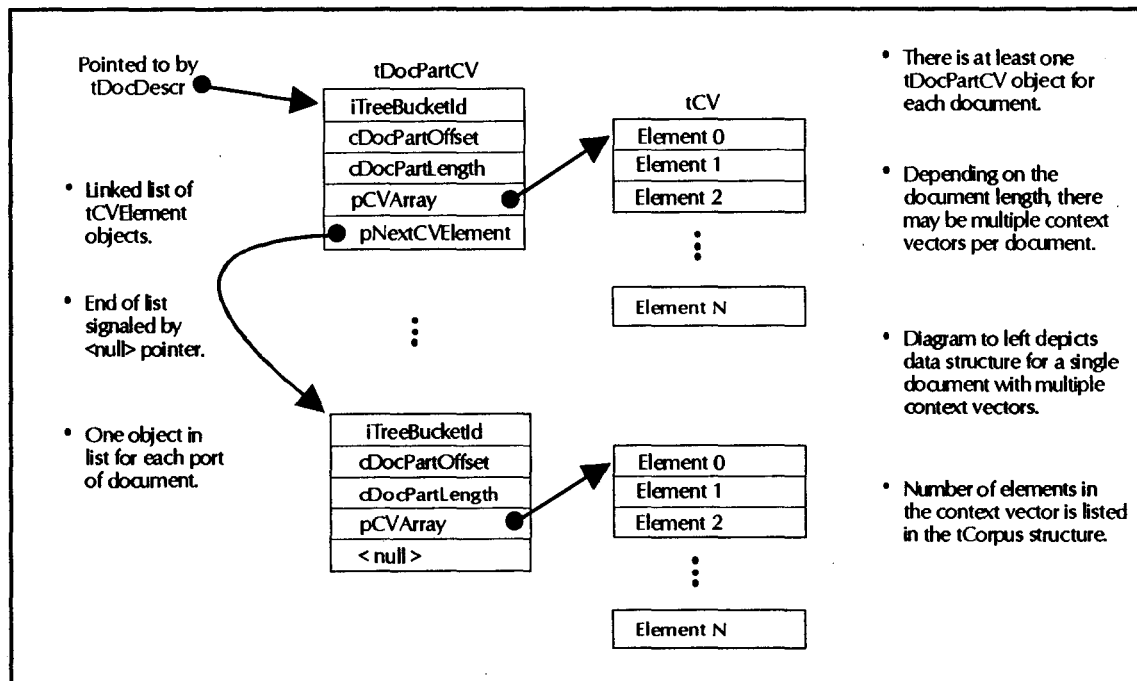 Pointed to by
tDocDescr
• Linked list of
tCVElement
objects.
• End of list
signaled by
<null> pointer.
• One object in
list for each port
of document.
tDocPartCV
iTreeBucketId
cDocPartOffset
cDocPartLength
pCVArray
pNextCVElement
iTreeBucketId
cDocPartOffset
cDocPartLength
pCVArray
< null >
tCV
Element 0
Element 1
Element 2
Element N
Element 0
Element 1
Element 2
Element N
• There is at least one
tDocPartCV object for
each document.
• Depending on the
document length, there
may be multiple context
vectors per document.
• Diagram to left depicts
data structure for a single
document with multiple
context vectors.
• Number of elements in
the context vector is listed
in the tCorpus structure.